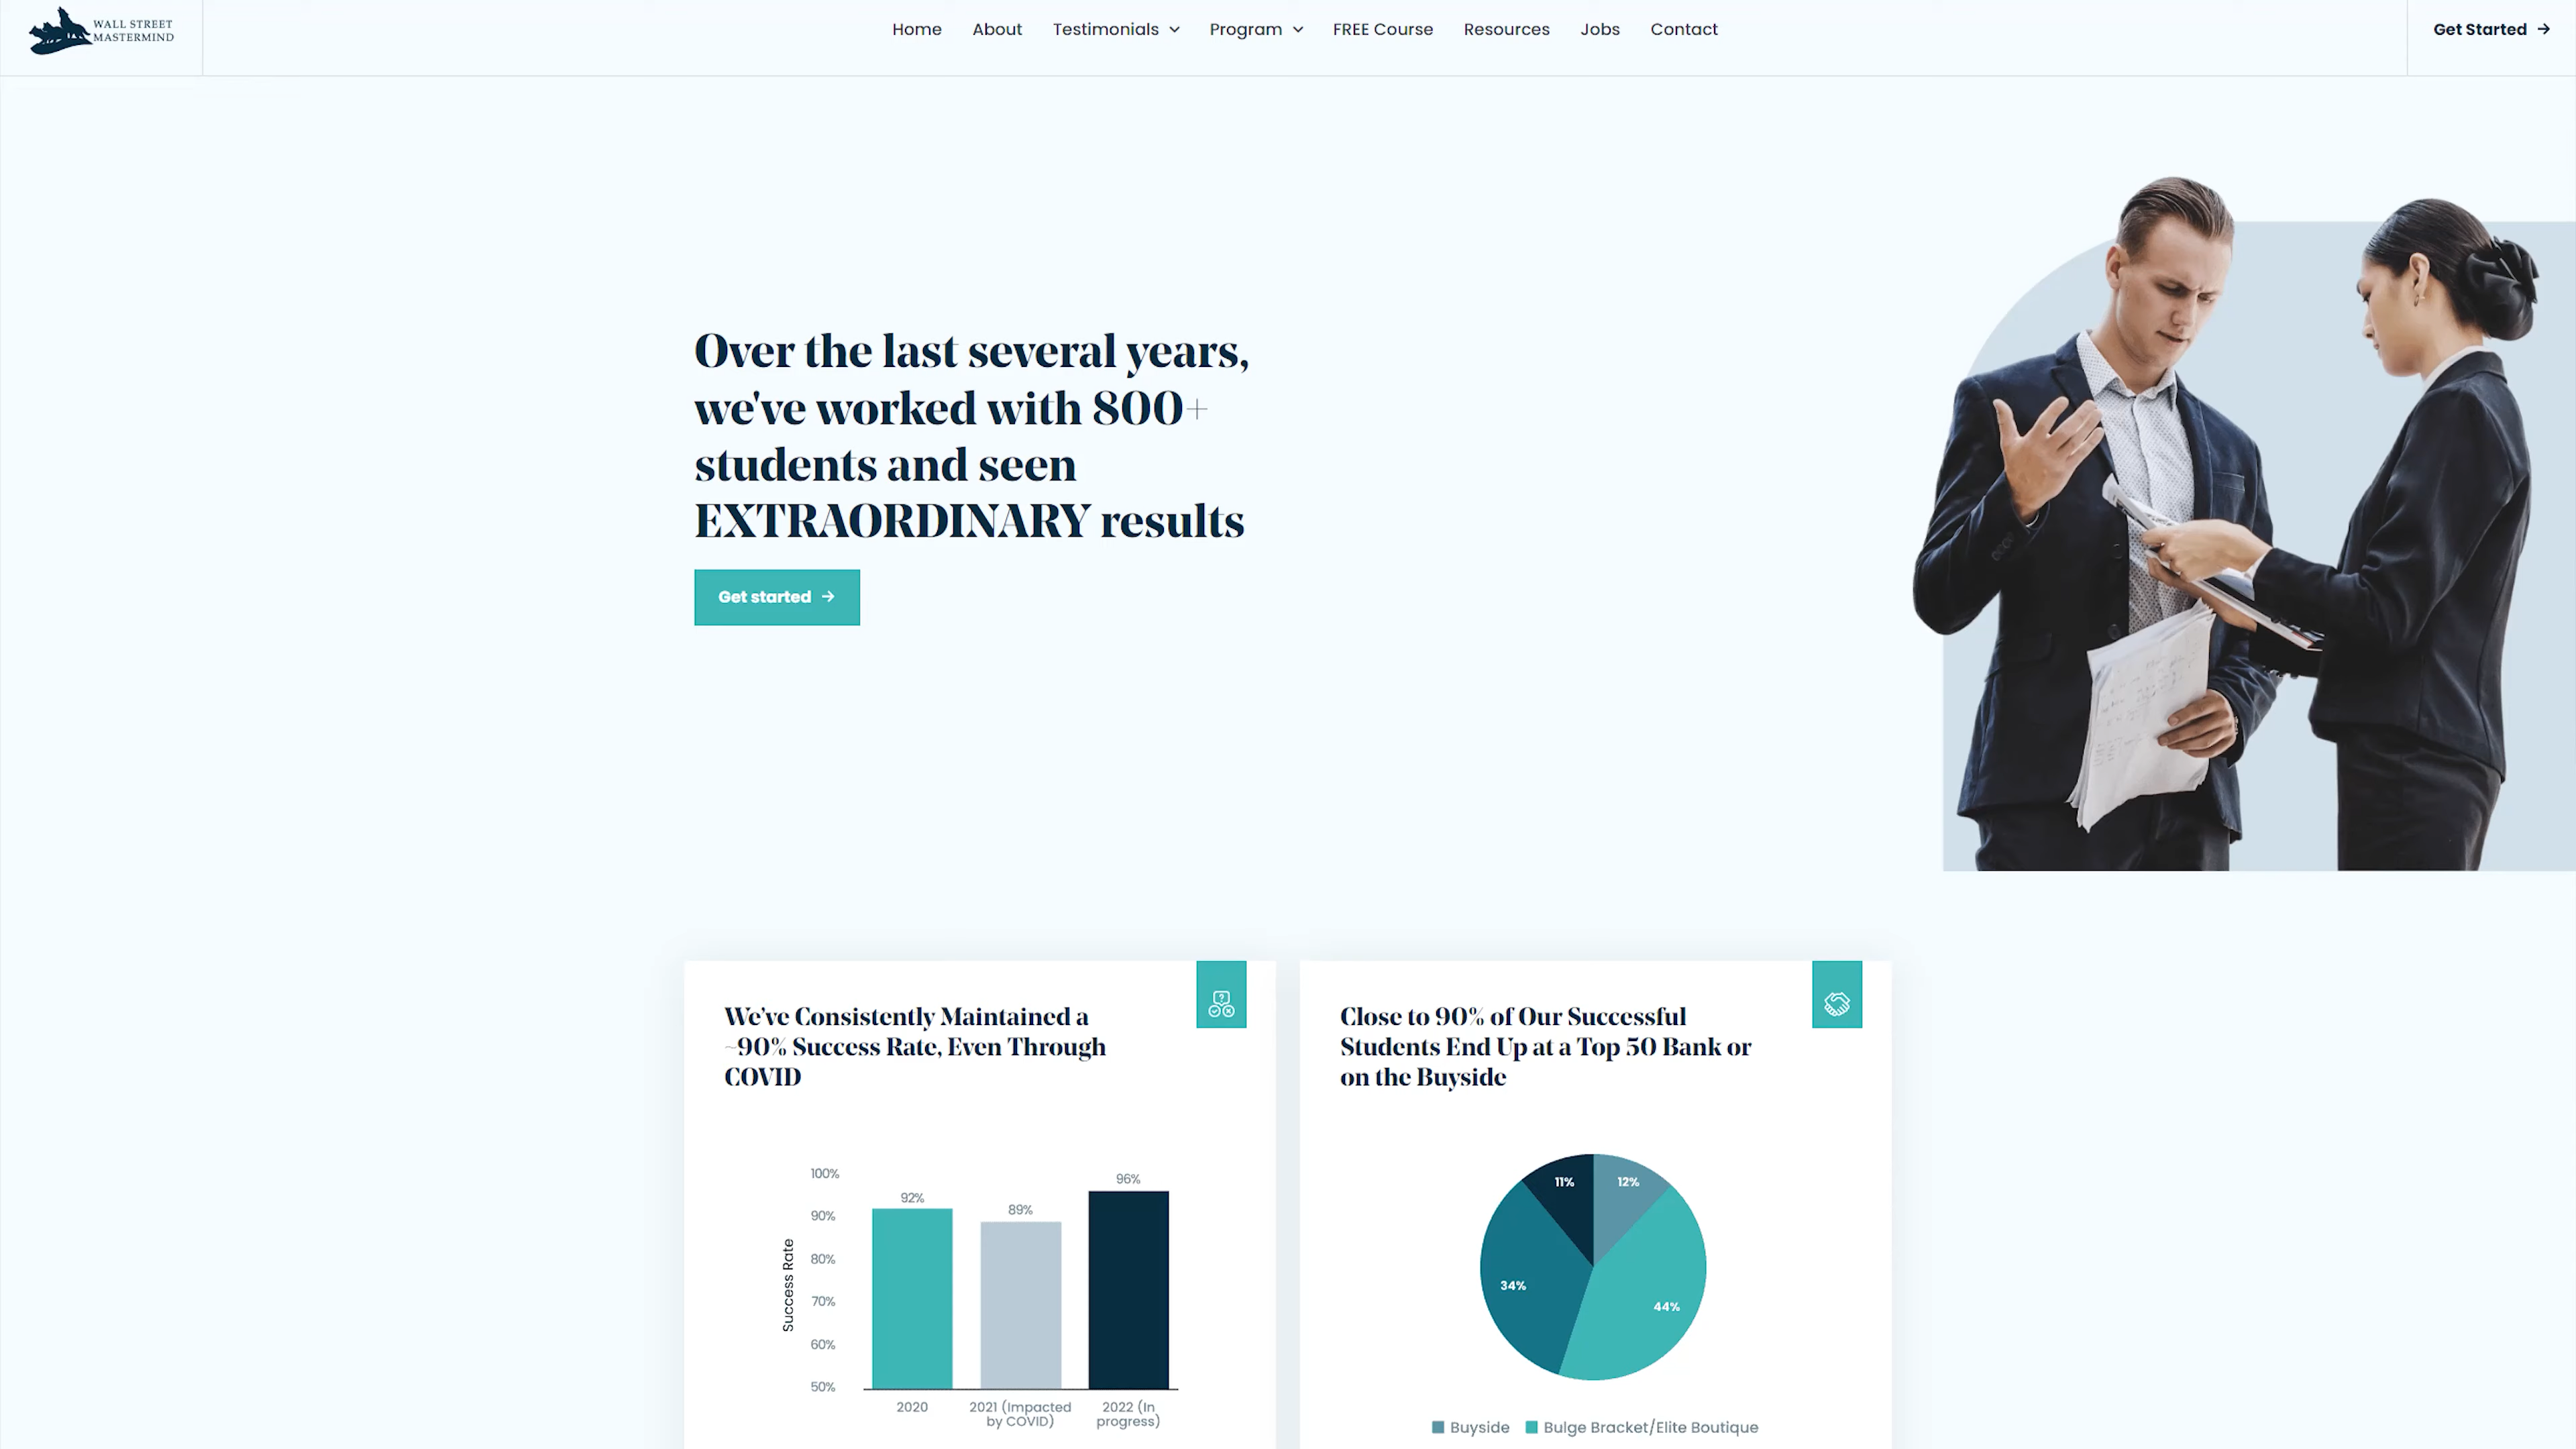 WALL STREET
MASTERMIND
Home About Testimonials Program FREE Course Resources Jobs Contact
Get Started
Over the last several years,
we've worked with 800+
students and seen
EXTRAORDINARY results
Get started
We've Consistently Maintained a
~90% Success Rate, Even Through
COVID
Success Rate
100%
90%
80%
70%
60%
50%
92%
89%
96%
2020
2021 (Impacted
by COVID)
2022 (In
progress)
Close to 90% of Our Successful
Students End Up at a Top 50 Bank or
on the Buyside
11%
12%
34%
44%
Buyside Bulge Bracket/Elite Boutique